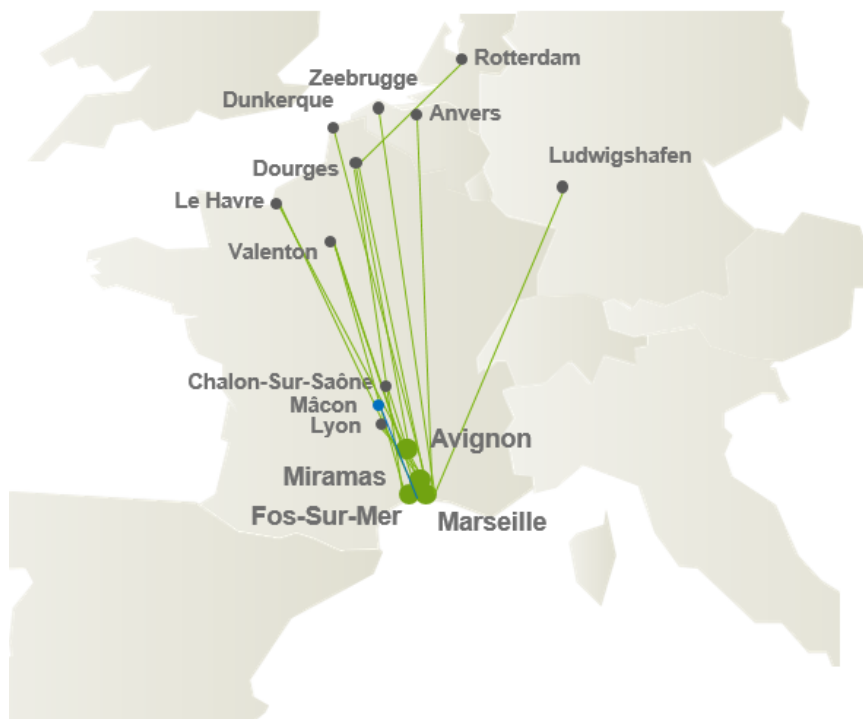 Rotterdam
Zeebrugge
Dunkerque
Anvers
Dourges
Ludwigshafen
Le Havre
Valenton
Chalon-Sur-Saône
Mâcon
Lyon
Avignon
Miramas
Fos-Sur-Mer
Marseille